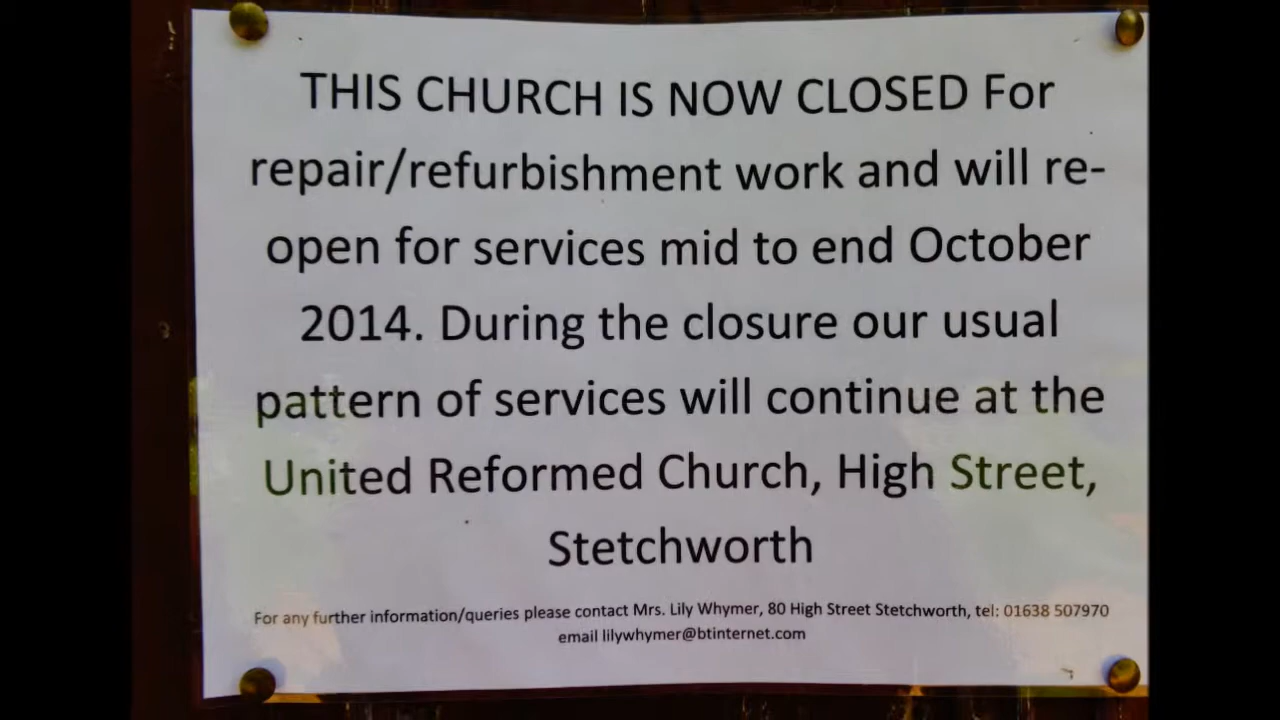 THIS CHURCH IS NOW CLOSED For
repair/refurbishment work and will re-
open for services mid to end October
2014. During the closure our usual
pattern of services will continue at the
United Reformed Church, High Street,
Stetchworth
For any further information/queries please contact Mrs. Lily Whymer, 80 High Street Stetchworth, tel: 01638 507970
email lilywhymer@btinternet.com